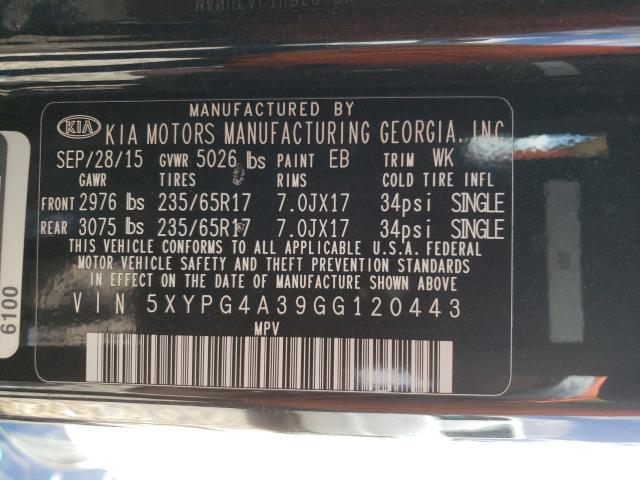 MANUFACTURED BY
KIA KIA MOTORS MANUFACTURING GEORGIA, INC
SEP/28/15 GVWR 5026 lbs PAINT EB TRIM WK
GAWR TIRES RIMS COLD TIRE INFL
FRONT 2976 lbs 235/65R17 7.0JX17 34psi SINGLE
REAR 3075 lbs 235/65R17 7.0JX17 34psi SINGLE
THIS VEHICLE CONFORMS TO ALL APPLICABLE U.S.A. FEDERAL
MOTOR VEHICLE SAFETY AND THEFT PREVENTION STANDARDS
IN EFFECT ON THE DATE OF MANUFACTURE SHOWN ABOVE
VIN 5XYPG4A39GG120443
MPV
6100